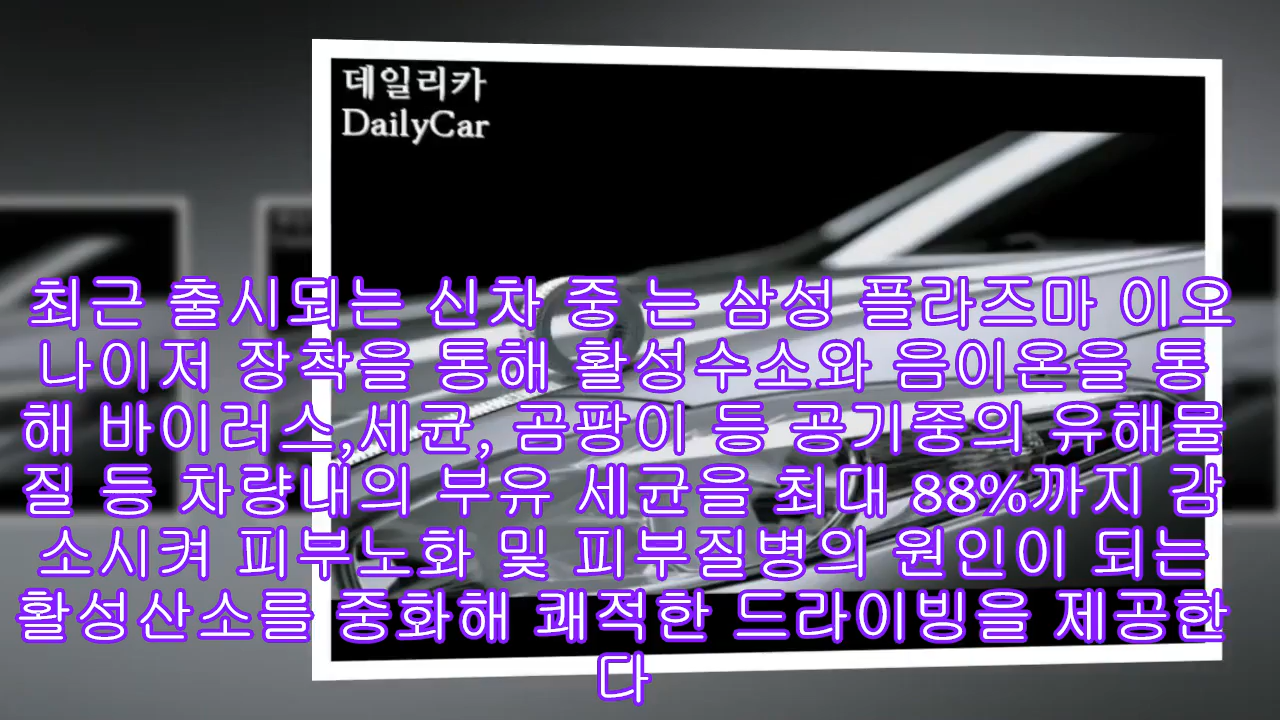 데일리카
DailyCar
최근 출시되는 신차 중 는 삼성 플라즈마 이오
나이저 장착을 통해 활성수소와 음이온을 통
해 바이러스,세균, 곰팡이 등 공기중의 유해물
질 등 차량내의 부유 세균을 최대 88%까지 감
소시켜 피부노화 및 피부질병의 원인이 되는
활성산소를 중화해 쾌적한 드라이빙을 제공한
다